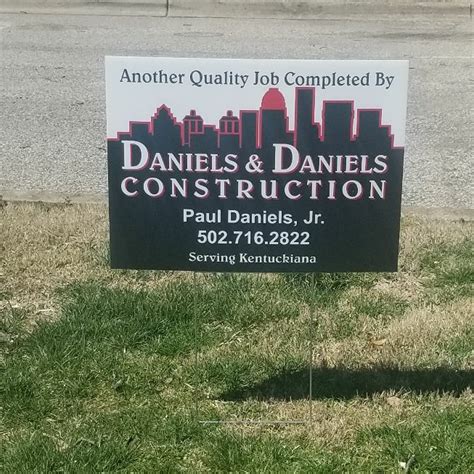 Another Quality Job Completed By
DANIELS & DANIELS
CONSTRUCTION
Paul Daniels, Jr.
502.716.2822
Serving Kentuckiana